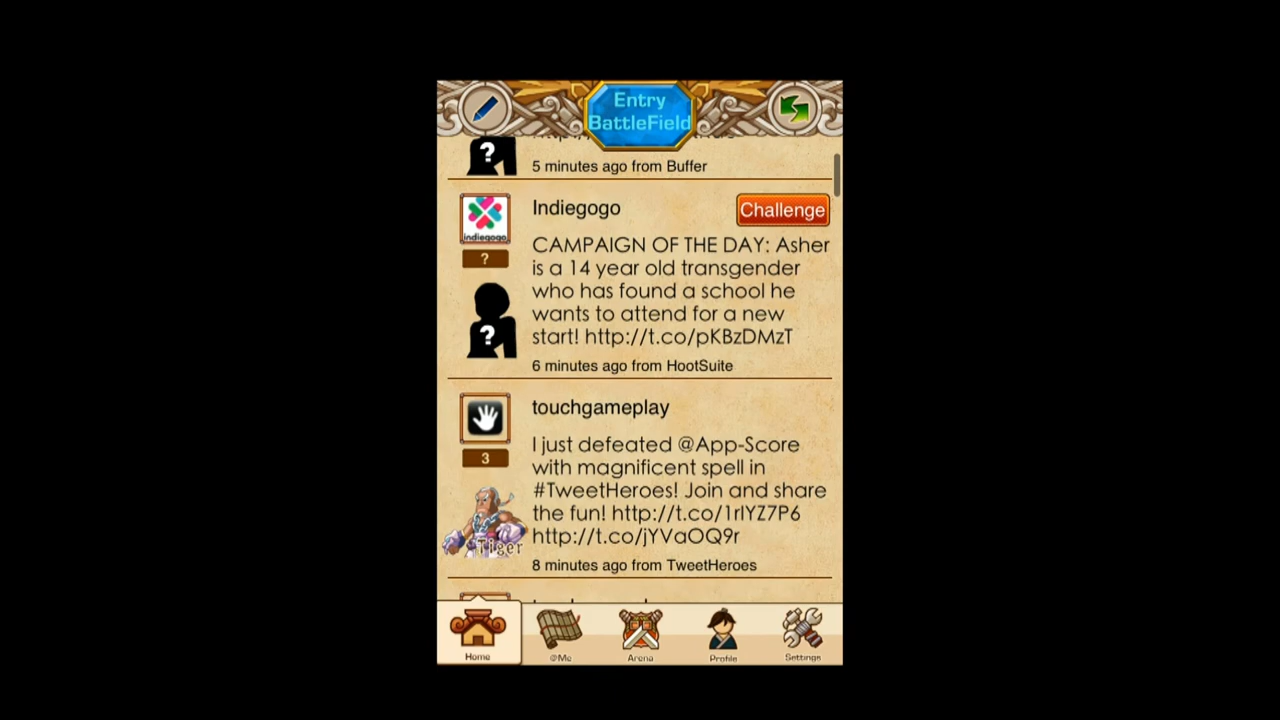 Entry
BattleField
?
5 minutes ago from Buffer
indiegogo
Indiegogo
Challenge
?
CAMPAIGN OF THE DAY: Asher
is a 14 year old transgender
who has found a school he
wants to attend for a new
start! http://t.co/pKBzDMzT
?
6 minutes ago from HootSuite
touchgameplay
3
I just defeated @App-Score
with magnificent spell in
#TweetHeroes! Join and share
the fun! http://t.co/1rIYZ7P6
http://t.co/jYVaOQ9r
Tiger
8 minutes ago from TweetHeroes
Home
@Me
Arena
Profile
Settings